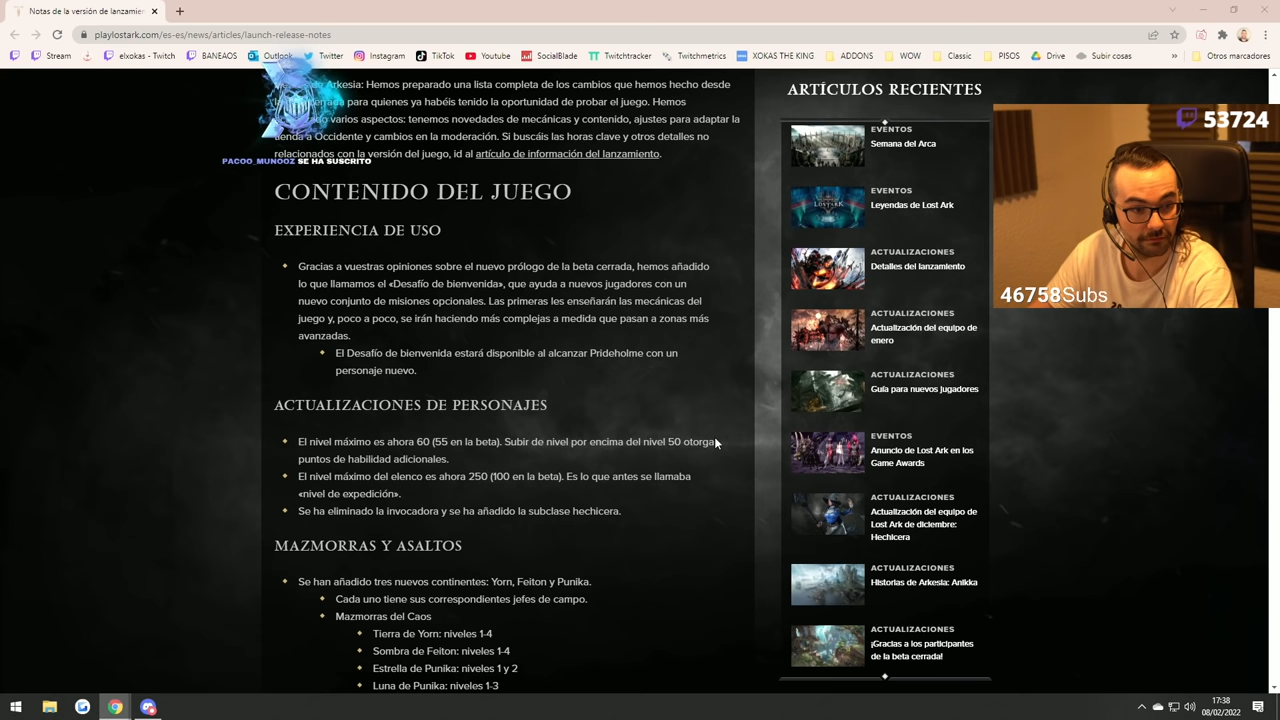 Notas de lanzamien
playlostark.com/es-es/news/articles/launch-release-notes
Twitch
Stream
elxokas - Twitch
BANEAOS
Outlook
Twitter
Instagram
TikTok
Youtube
SocialBlade
Twitchtracker
Twitchmetrics
XOKAS THE KING
ADDONS
WOW
Classic
PISOS
Drive
Subir cosas
»
Otros marcadores
Arkesia: Hemos preparado una lista completa de los cambios que hemos hecho desde
para quienes ya habéis tenido la oportunidad de probar el juego. Hemos
varios aspectos: tenemos novedades de mecánicas y contenido, ajustes para adaptar la
a Occidente y cambios en la moderación. Si buscáis las horas clave y otros detalles no
relacionados con la versión del juego, id al artículo de información del lanzamiento.
PACOO_MUNOOZ SE HA SUSCRITO
CONTENIDO DEL JUEGO
EXPERIENCIA DE USO
Gracias a vuestras opiniones sobre el nuevo prólogo de la beta cerrada, hemos añadido
lo que llamamos el «Desafío de bienvenida», que ayuda a nuevos jugadores con un
nuevo conjunto de misiones opcionales. Las primeras les enseñarán las mecánicas del
juego y, poco a poco, se irán haciendo más complejas a medida que pasan a zonas más
avanzadas.
El Desafío de bienvenida estará disponible al alcanzar Prideholme con un
personaje nuevo.
ACTUALIZACIONES DE PERSONAJES
El nivel máximo es ahora 60 (55 en la beta). Subir de nivel por encima del nivel 50 otorga
puntos de habilidad adicionales.
El nivel máximo del elenco es ahora 250 (100 en la beta). Es lo que antes se llamaba
«nivel de expedición».
Se ha eliminado la invocadora y se ha añadido la subclase hechicera.
MAZMORRAS Y ASALTOS
Se han añadido tres nuevos continentes: Yorn, Feiton y Punika.
Cada uno tiene sus correspondientes jefes de campo.
Mazmorras del Caos
Tierra de Yorn: niveles 1-4
Sombra de Feiton: niveles 1-4
Estrella de Punika: niveles 1 y 2
Luna de Punika: niveles 1-3
ARTÍCULOS RECIENTES
EVENTOS
Semana del Arca
EVENTOS
Leyendas de Lost Ark
ACTUALIZACIONES
Detalles del lanzamiento
ACTUALIZACIONES
Actualización del equipo de
enero
ACTUALIZACIONES
Guía para nuevos jugadores
EVENTOS
Anuncio de Lost Ark en los
Game Awards
ACTUALIZACIONES
Actualización del equipo de
Lost Ark de diciembre:
Hechicera
ACTUALIZACIONES
Historias de Arkesia: Anikka
ACTUALIZACIONES
¡Gracias a los participantes
de la beta cerrada!
53724
46758Subs
17:38
08/02/2022